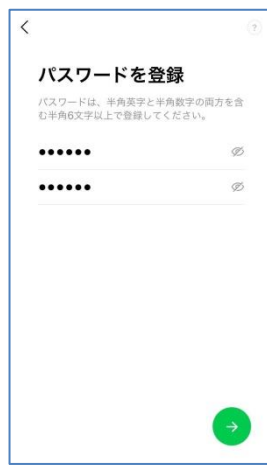 ?
パスワードを登録
パスワードは、半角英字と半角数字の両方を含
む半角6文字以上で登録してください。
●●●●●●
●●●●●●